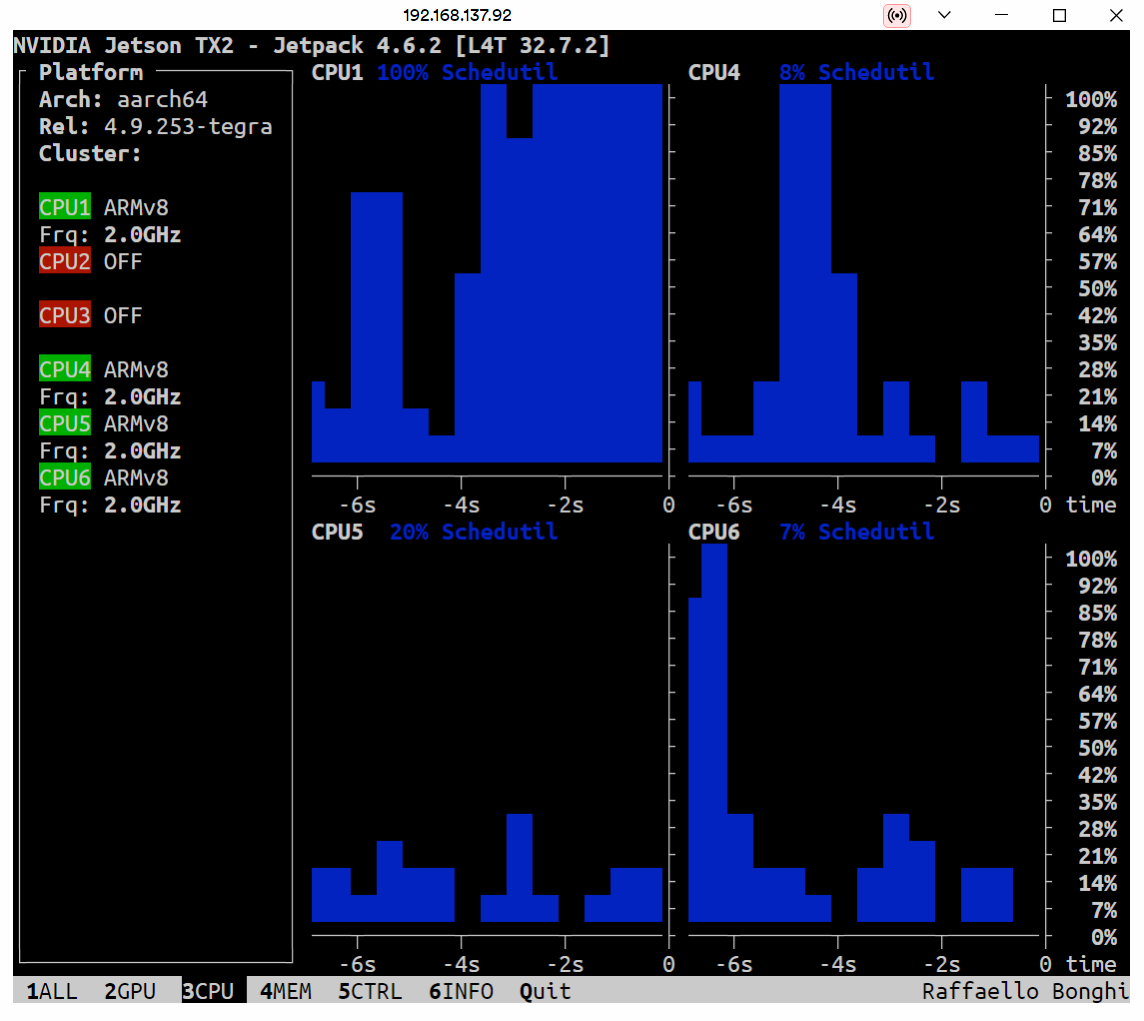 192.168.137.92
NVIDIA Jetson TX2 - Jetpack 4.6.2 [L4T 32.7.2]
Platform
Arch: aarch64
Rel: 4.9.253-tegra
Cluster:
CPU1 ARMv8
Frq: 2.0GHz
CPU2 OFF
CPU3 OFF
CPU4 ARMv8
Frq: 2.0GHz
CPU5 ARMv8
Frq: 2.0GHz
CPU6 ARMv8
Frq: 2.0GHz
CPU1 100% Schedutil
-6s -4s -2s 0
CPU4 8% Schedutil
100%
92%
85%
78%
71%
64%
57%
50%
42%
35%
28%
21%
14%
7%
0%
-6s -4s -2s 0 time
CPU5 20% Schedutil
-6s -4s -2s 0
CPU6 7% Schedutil
100%
92%
85%
78%
71%
64%
57%
50%
42%
35%
28%
21%
14%
7%
0%
-6s -4s -2s 0 time
1ALL 2GPU 3CPU 4MEM 5CTRL 6INFO Quit Raffaello Bonghi